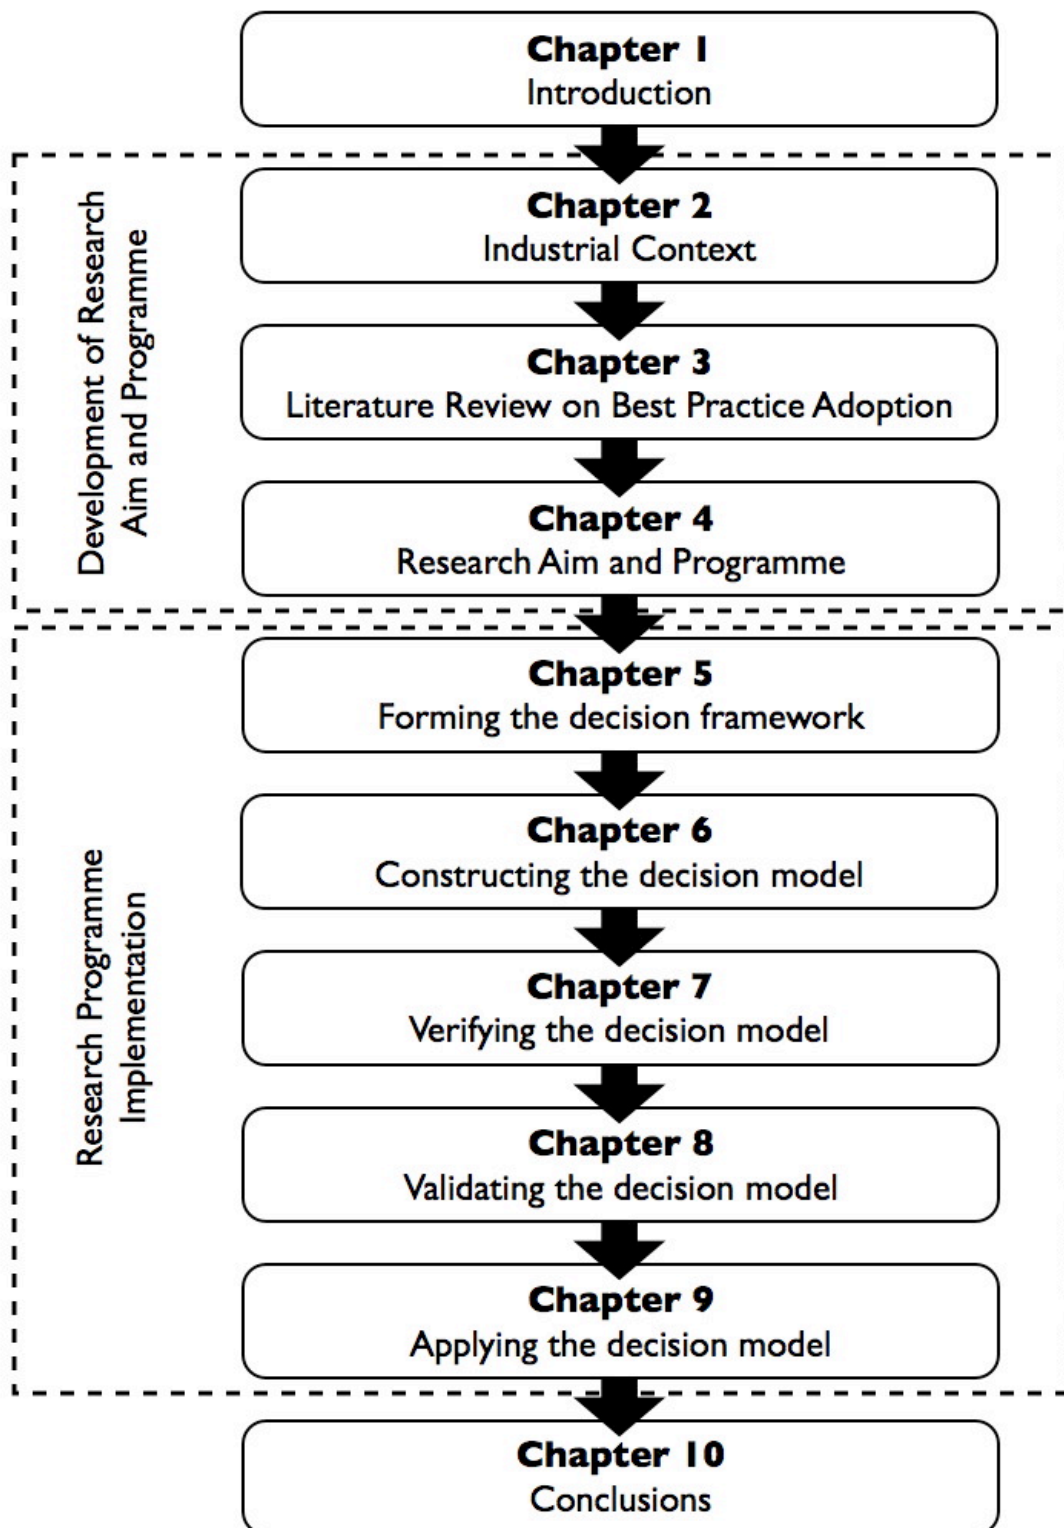 Chapter 1
Introduction
Development of Research
Aim and Programme
Chapter 2
Industrial Context
Chapter 3
Literature Review on Best Practice Adoption
Chapter 4
Research Aim and Programme
Research Programme
Implementation
Chapter 5
Forming the decision framework
Chapter 6
Constructing the decision model
Chapter 7
Verifying the decision model
Chapter 8
Validating the decision model
Chapter 9
Applying the decision model
Chapter 10
Conclusions